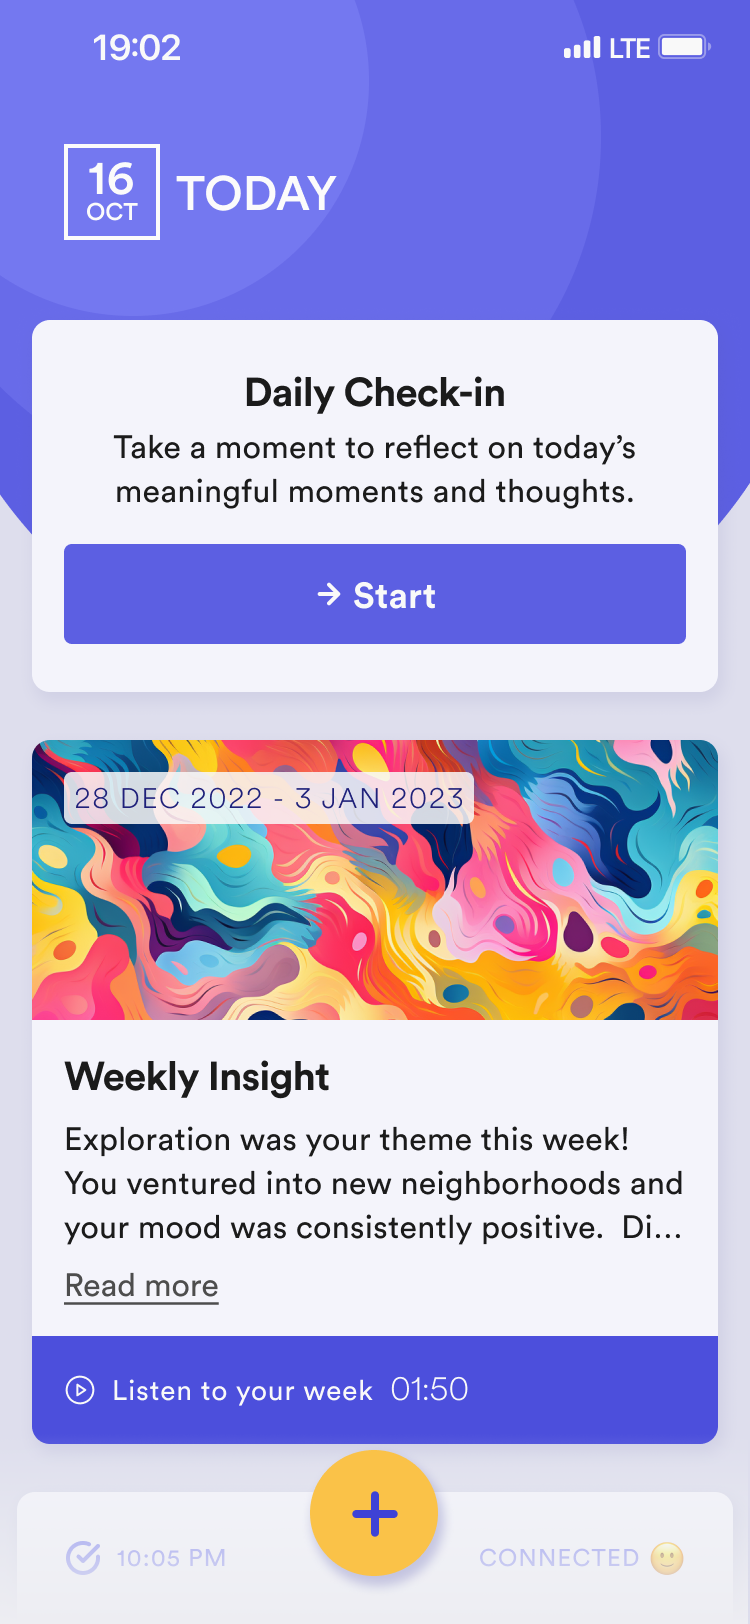 19:02
LTE
16
OCT
TODAY
Daily Check-in
Take a moment to reflect on today’s
meaningful moments and thoughts.
→ Start
28 DEC 2022 - 3 JAN 2023
Weekly Insight
Exploration was your theme this week!
You ventured into new neighborhoods and
your mood was consistently positive.  Di...
Read more
Listen to your week 01:50
10:05 PM
CONNECTED